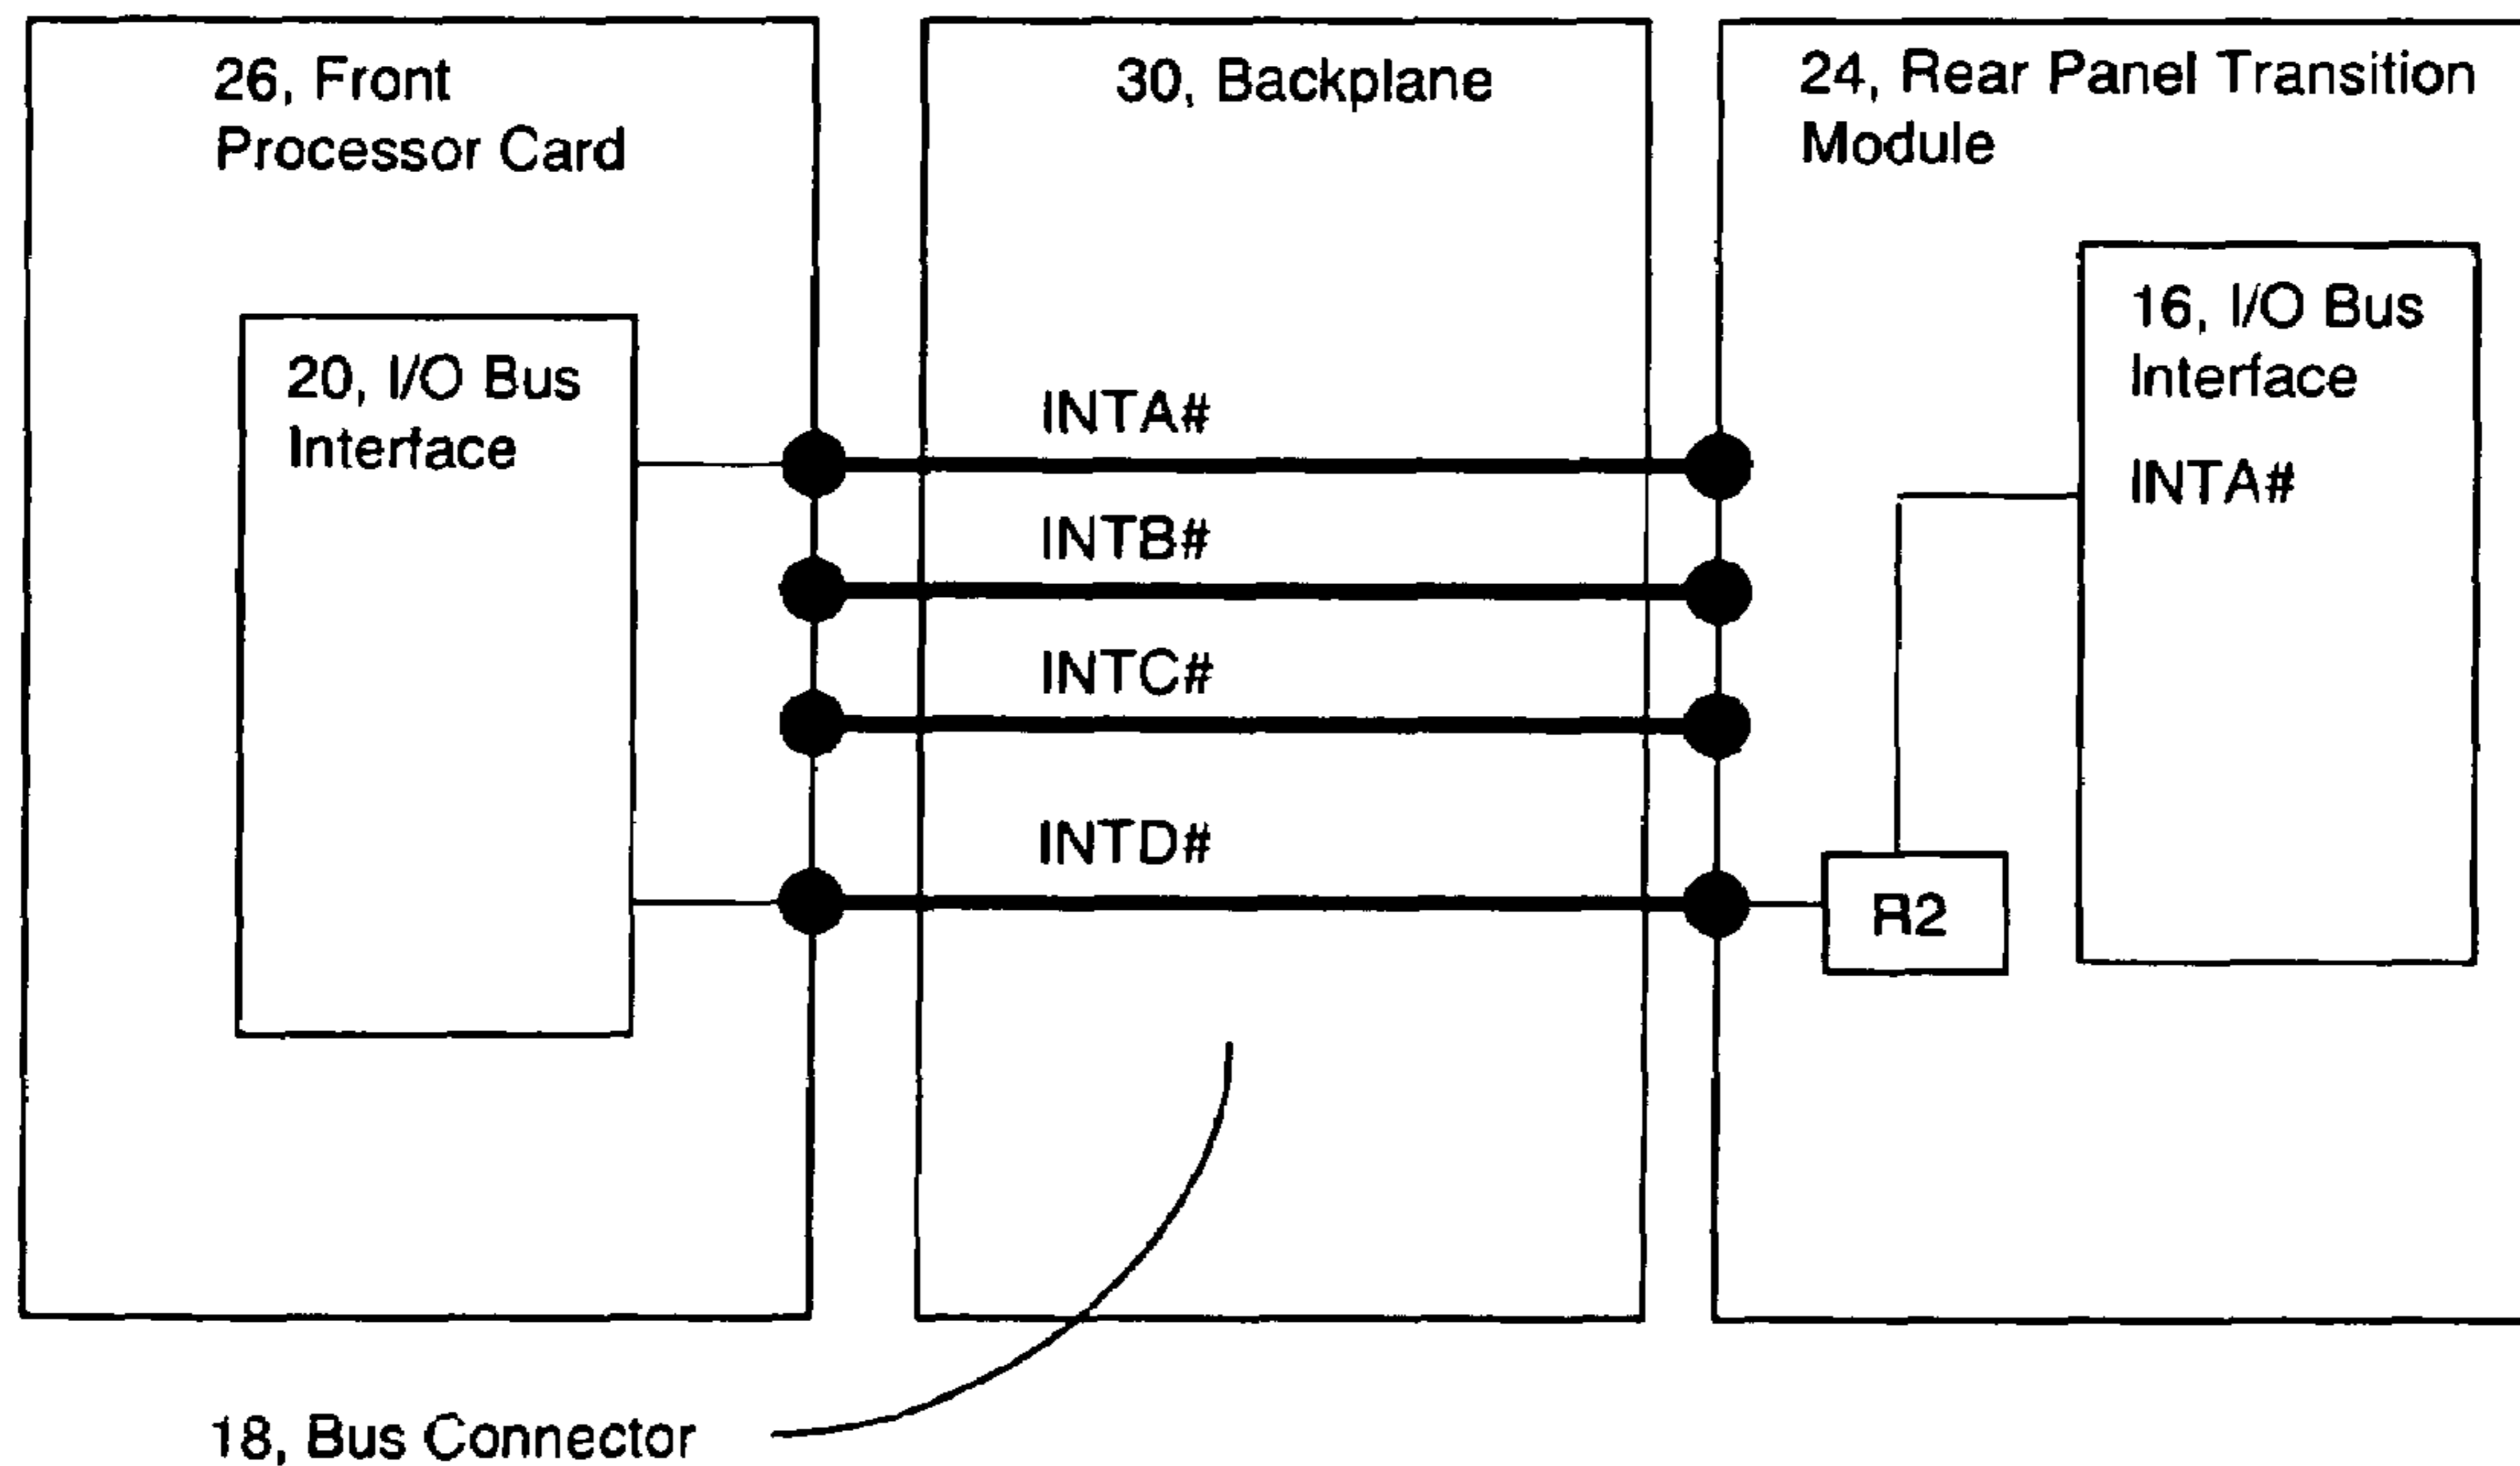 26, Front
Processor Card
30, Backplane
24, Rear Panel Transition
Module
20, I/O Bus
Interface
16, I/O Bus
Interface
INTA#
INTA#
INTB#
INTC#
INTD#
R2
18, Bus Connector